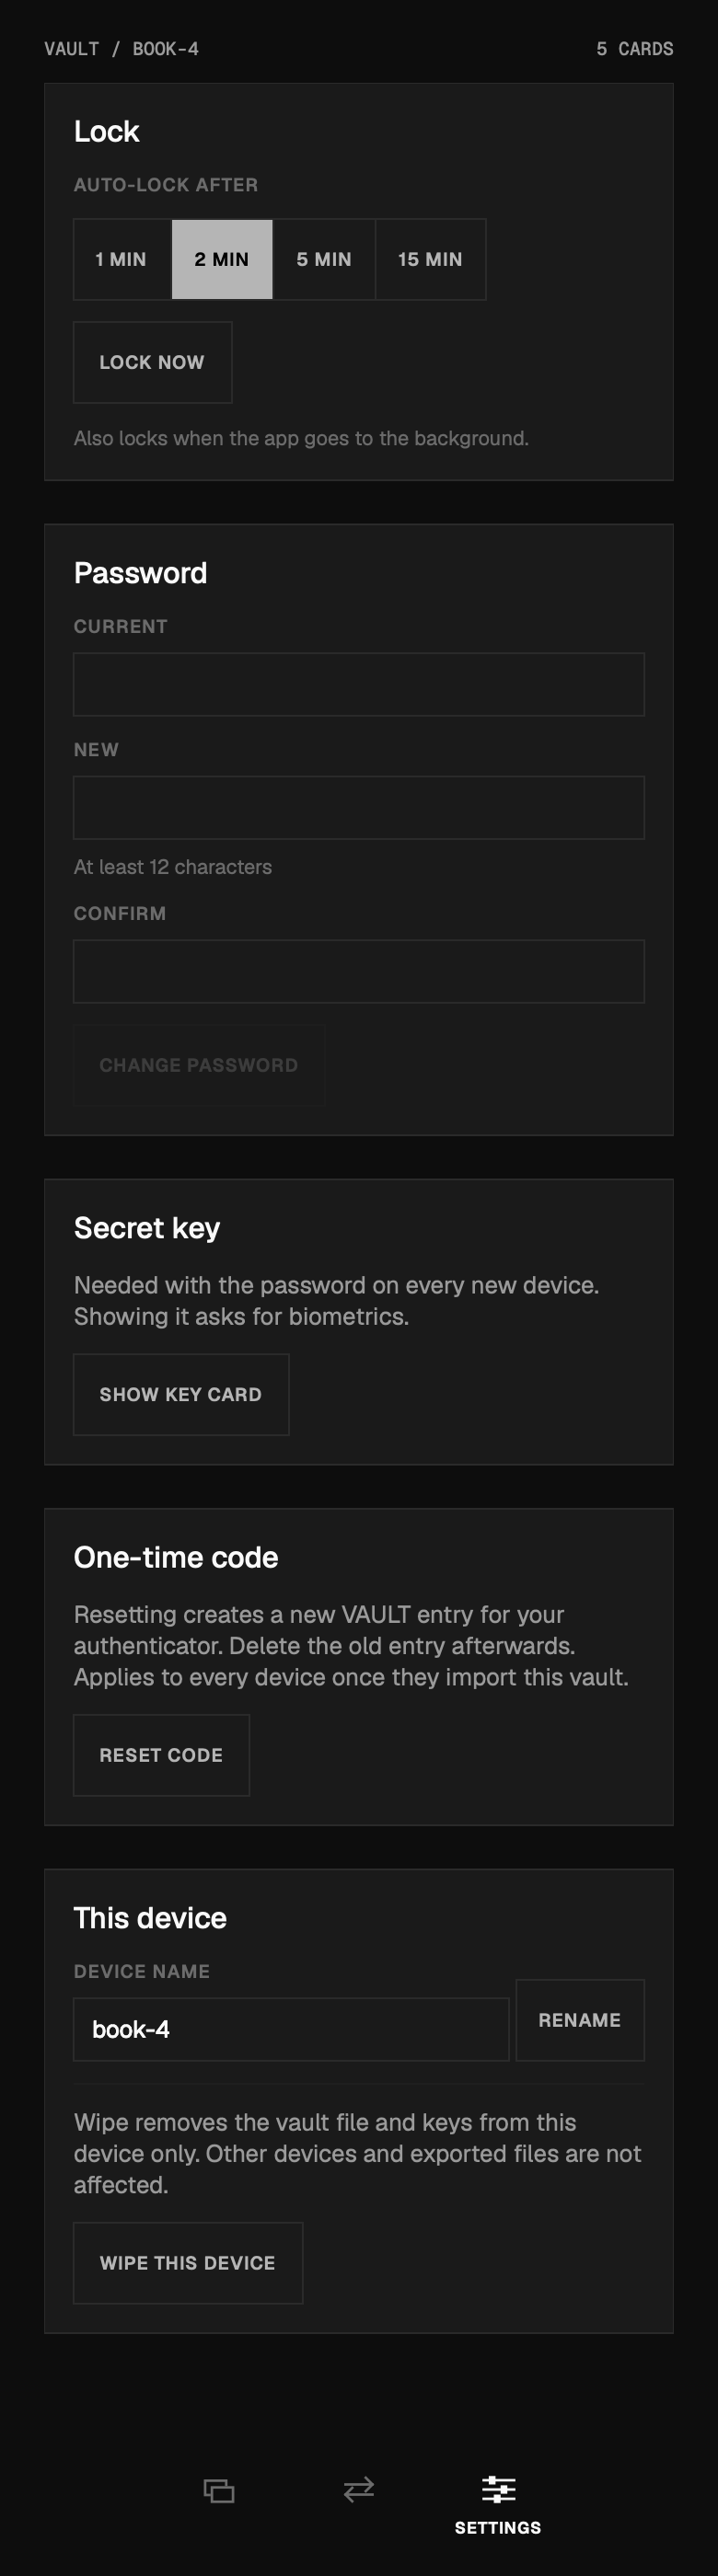 VAULT / BOOK-4
5 CARDS
Lock
AUTO-LOCK AFTER
1 MIN
2 MIN
5 MIN
15 MIN
LOCK NOW
Also locks when the app goes to the background.
Password
CURRENT
NEW
At least 12 characters
CONFIRM
CHANGE PASSWORD
Secret key
Needed with the password on every new device.
Showing it asks for biometrics.
SHOW KEY CARD
One-time code
Resetting creates a new VAULT entry for your
authenticator. Delete the old entry afterwards.
Applies to every device once they import this vault.
RESET CODE
This device
DEVICE NAME
book-4
RENAME
Wipe removes the vault file and keys from this
device only. Other devices and exported files are not
affected.
WIPE THIS DEVICE
SETTINGS